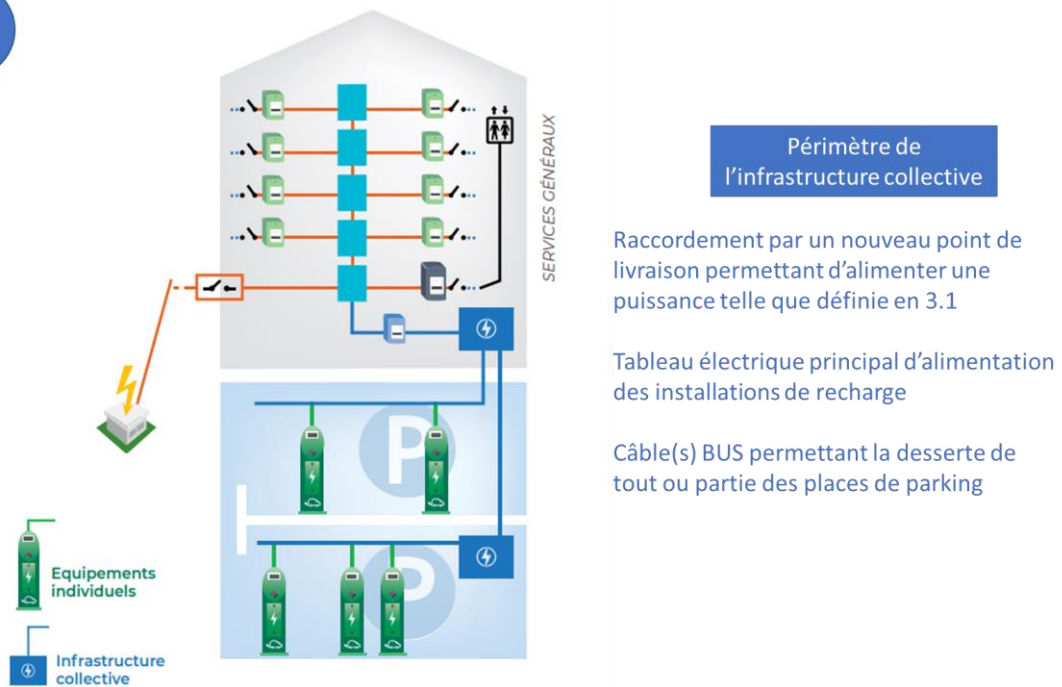 SERVICES GÉNÉRAUX
P
P
Equipements
individuels
Infrastructure
collective
Périmètre de
l’infrastructure collective
Raccordement par un nouveau point de
livraison permettant d’alimenter une
puissance telle que définie en 3.1
Tableau électrique principal d’alimentation
des installations de recharge
Câble(s) BUS permettant la desserte de
tout ou partie des places de parking